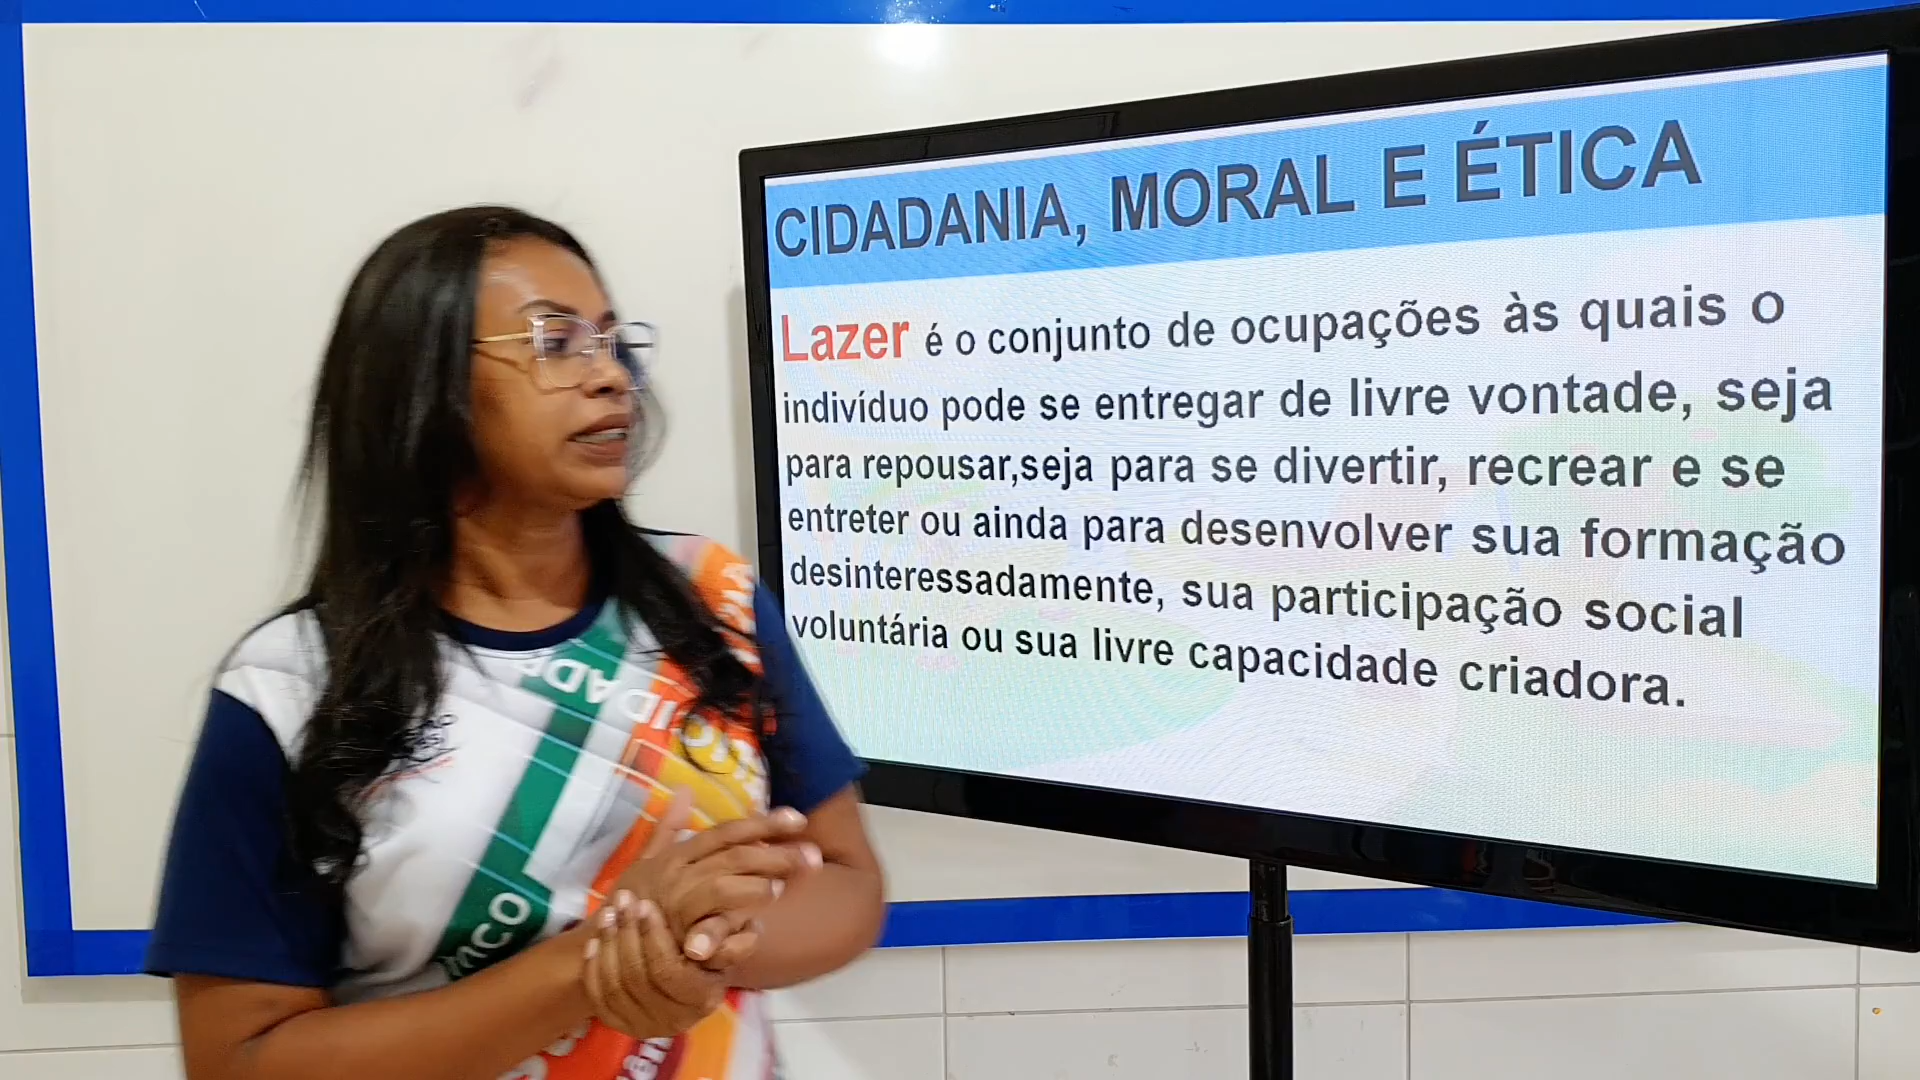 CIDADANIA, MORAL E ÉTICA
Lazer é o conjunto de ocupações às quais o
indivíduo pode se entregar de livre vontade, seja
para repousar,seja para se divertir, recrear e se
entreter ou ainda para desenvolver sua formação
desinteressadamente, sua participação social
voluntária ou sua livre capacidade criadora.